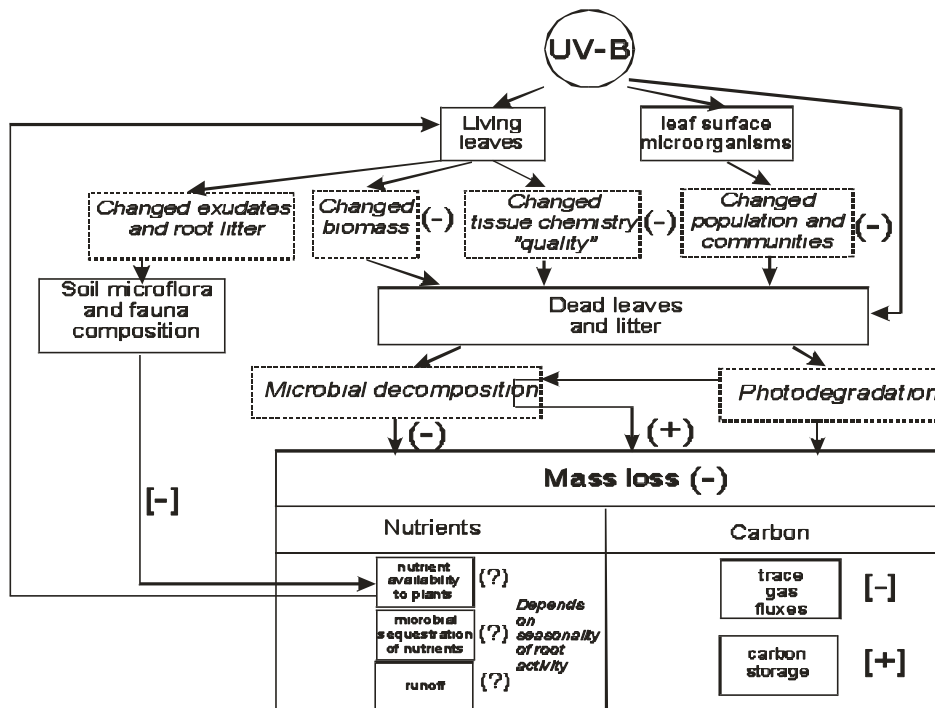 UV-B
Living
leaves
leaf surface
microorganisms
Changed exudates
and root litter
Changed
biomass
(-)
Changed
tissue chemistry
"quality"
(-)
Changed
population and
communities
(-)
Soil microflora
and fauna
composition
Dead leaves
and litter
Microbial decomposition
Photodegradation
(-)
(+)
[-]
Mass loss (-)
Nutrients
Carbon
nutrient
availability
to plants
(?)
microbial
sequestration
of nutrients
(?)
runoff
(?)
Depends
on
seasonality
of root
activity
trace
gas
fluxes
[-]
carbon
storage
[+]